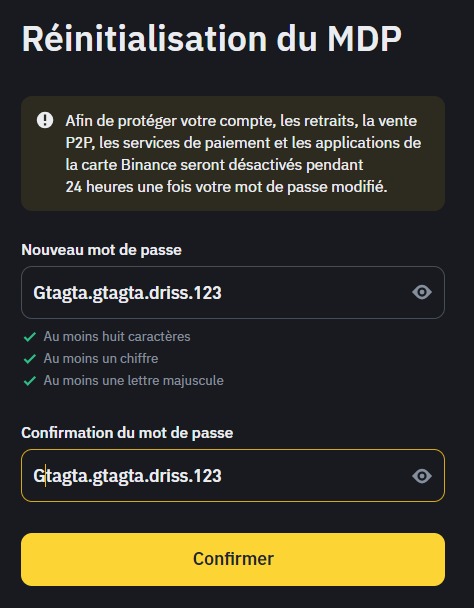 Réinitialisation du MDP
Afin de protéger votre compte, les retraits, la vente
P2P, les services de paiement et les applications de
la carte Binance seront désactivés pendant
24 heures une fois votre mot de passe modifié.
Nouveau mot de passe
Gtagta.gtagta.driss.123
Au moins huit caractères
Au moins un chiffre
Au moins une lettre majuscule
Confirmation du mot de passe
Gtagta.gtagta.driss.123
Confirmer